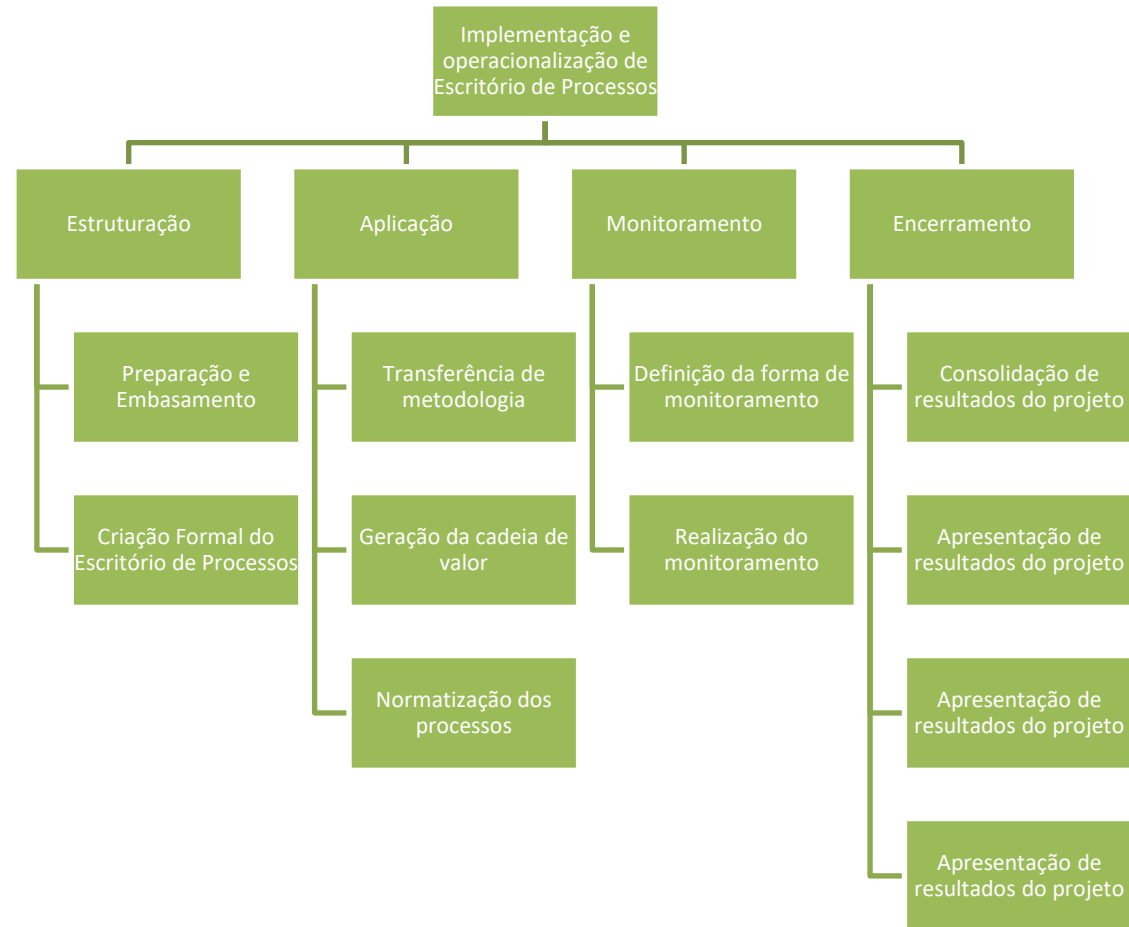 Implementação e
operacionalização de
Escritório de Processos
Estruturação
Aplicação
Monitoramento
Encerramento
Preparação e
Embasamento
Transferência de
metodologia
Definição da forma de
monitoramento
Consolidação de
resultados do projeto
Criação Formal do
Escritório de Processos
Geração da cadeia de
valor
Realização do
monitoramento
Apresentação de
resultados do projeto
Normatização dos
processos
Apresentação de
resultados do projeto
Apresentação de
resultados do projeto